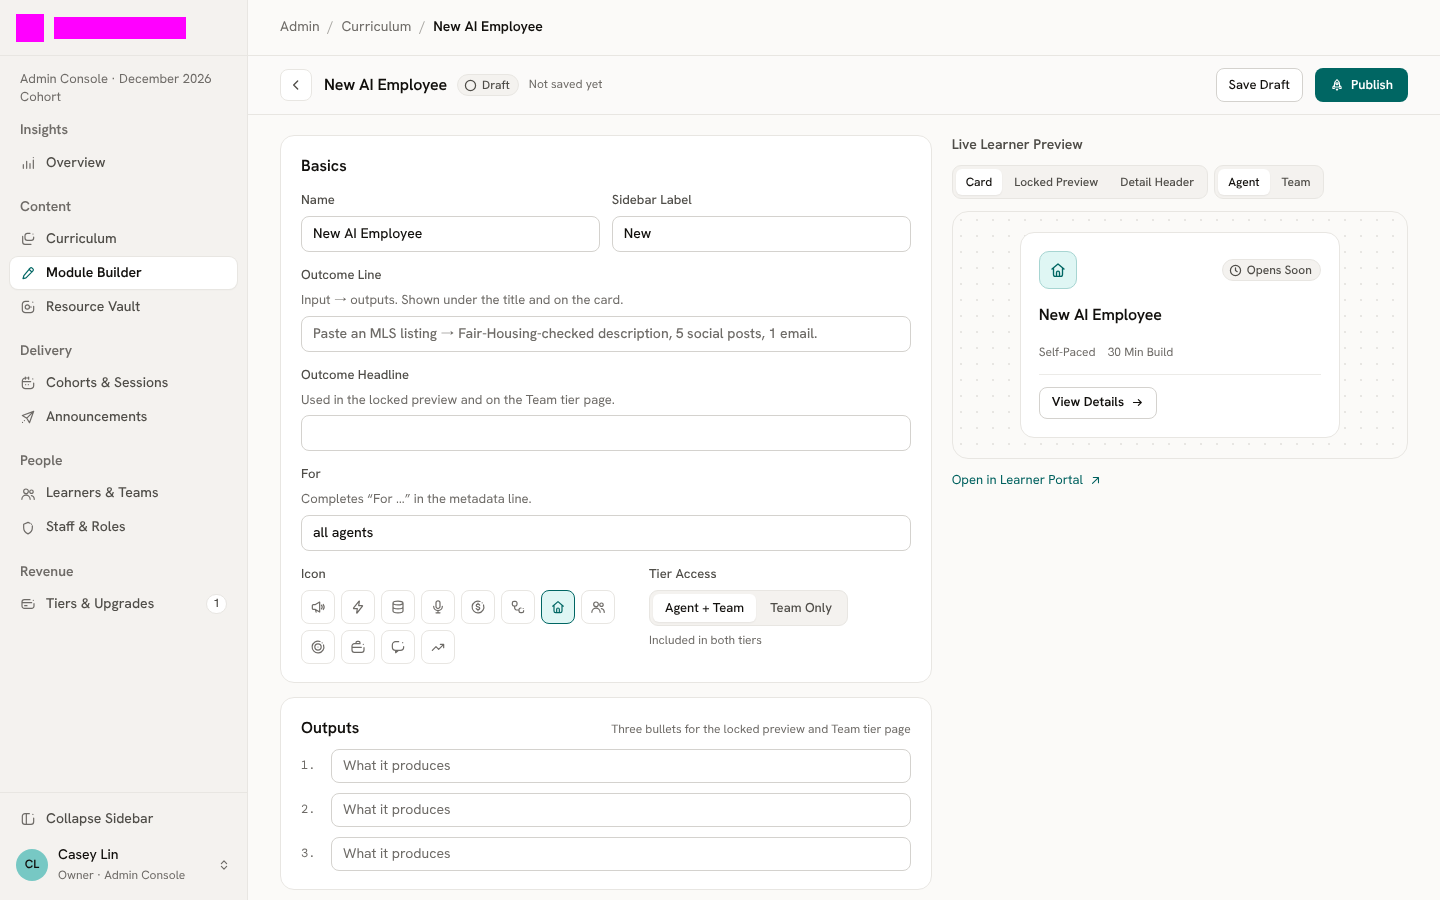 Admin Console · December 2026
Cohort
Insights
Overview
Content
Curriculum
Module Builder
Resource Vault
Delivery
Cohorts & Sessions
Announcements
People
Learners & Teams
Staff & Roles
Revenue
Tiers & Upgrades 1
Collapse Sidebar
CL
Casey Lin
Owner · Admin Console
Admin / Curriculum / New AI Employee
New AI Employee Draft Not saved yet
Save Draft Publish
Basics
Name
New AI Employee
Sidebar Label
New
Outcome Line
Input → outputs. Shown under the title and on the card.
Paste an MLS listing → Fair-Housing-checked description, 5 social posts, 1 email.
Outcome Headline
Used in the locked preview and on the Team tier page.
For
Completes “For …” in the metadata line.
all agents
Icon
Tier Access
Agent + Team Team Only
Included in both tiers
Outputs
Three bullets for the locked preview and Team tier page
1. What it produces
2. What it produces
3. What it produces
Live Learner Preview
Card Locked Preview Detail Header Agent Team
Opens Soon
New AI Employee
Self-Paced 30 Min Build
View Details →
Open in Learner Portal